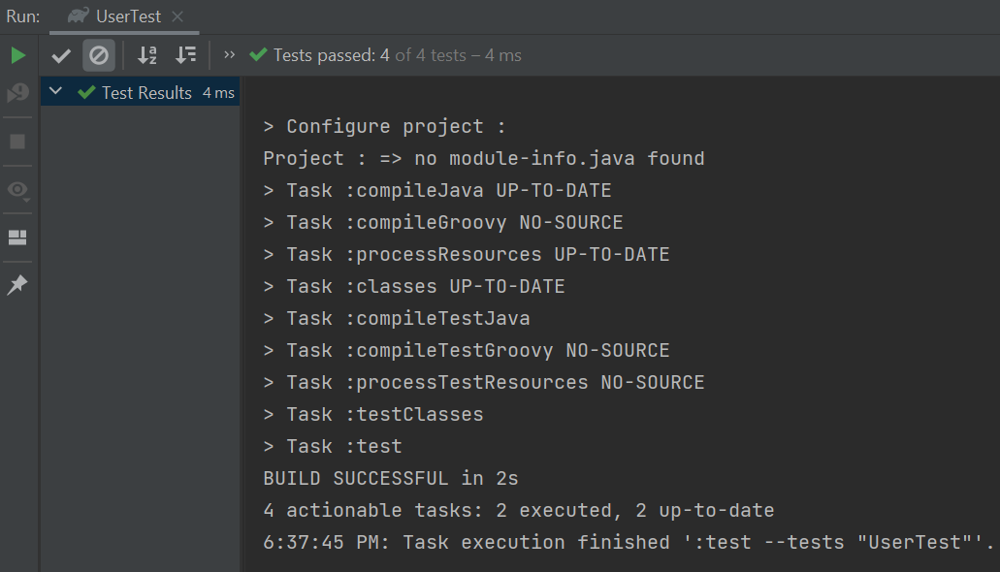 Run: UserTest
Tests passed: 4 of 4 tests – 4 ms
Test Results 4 ms
> Configure project :
Project : => no module-info.java found
> Task :compileJava UP-TO-DATE
> Task :compileGroovy NO-SOURCE
> Task :processResources UP-TO-DATE
> Task :classes UP-TO-DATE
> Task :compileTestJava
> Task :compileTestGroovy NO-SOURCE
> Task :processTestResources NO-SOURCE
> Task :testClasses
> Task :test
BUILD SUCCESSFUL in 2s
4 actionable tasks: 2 executed, 2 up-to-date
6:37:45 PM: Task execution finished ':test --tests "UserTest"'.